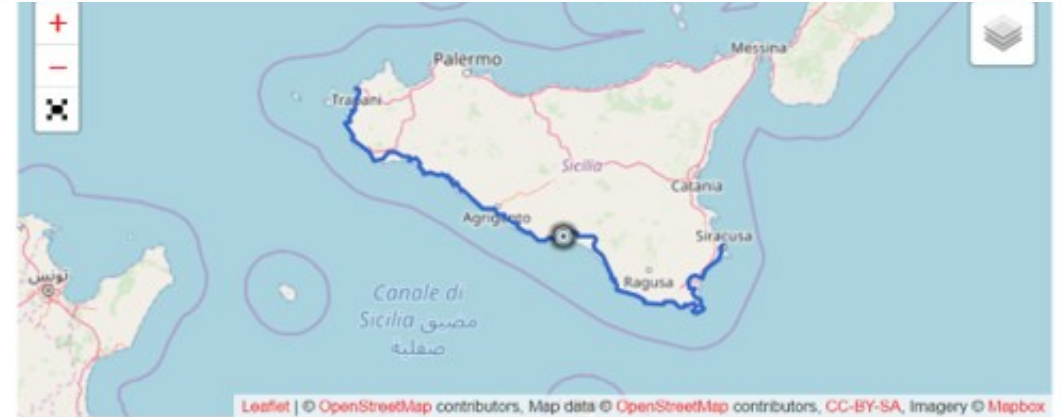 +
−
Palermo
Messina
Trapani
Sicilia
Catania
Agrigento
Siracusa
Ragusa
تونس
Canale di
Sicilia مضيق
صقلية
Leaflet | © OpenStreetMap contributors, Map data © OpenStreetMap contributors, CC-BY-SA, Imagery © Mapbox